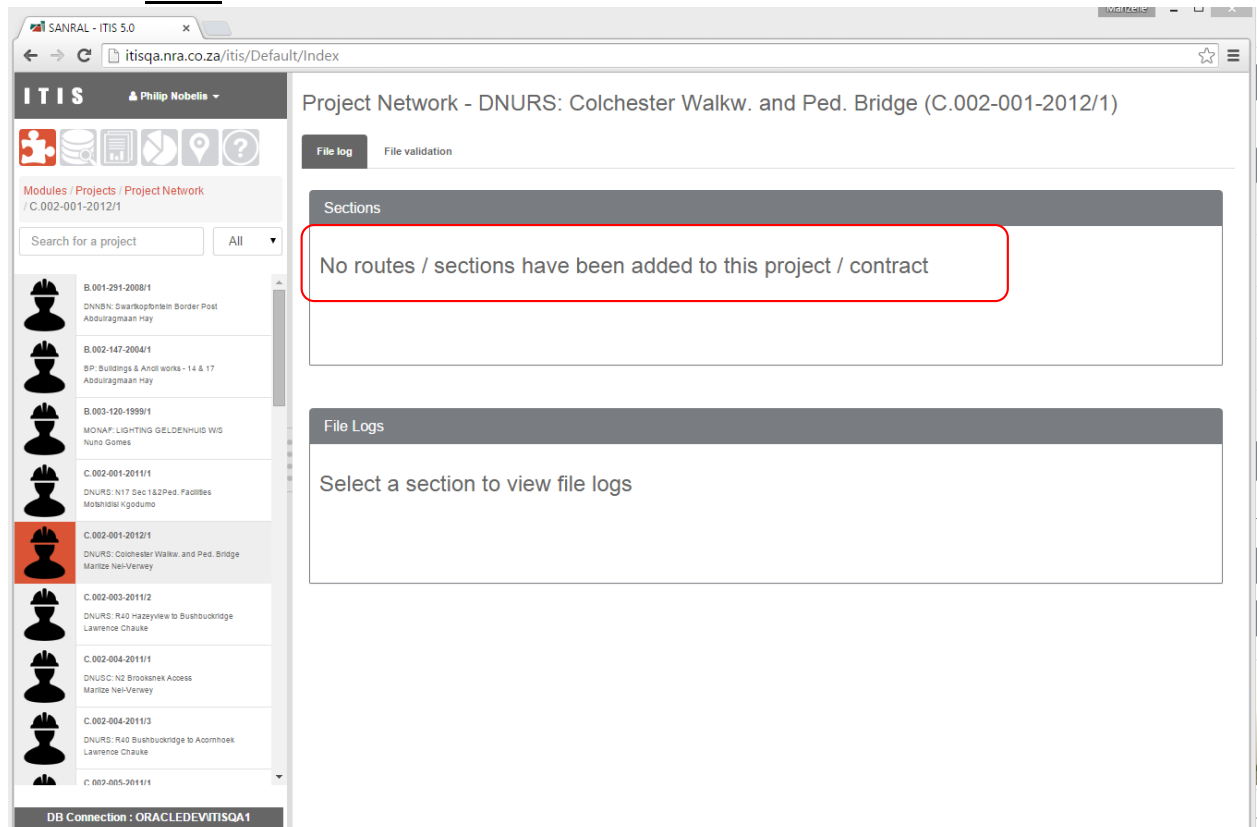 Marizelle
SANRAL - ITIS 5.0
itisqa.nra.co.za/itis/Default/Index
ITIS
Philip Nobelis
Modules / Projects / Project Network
/ C.002-001-2012/1
Search for a project
All
B.001-291-2008/1
DNNBN: Swartkopfontein Border Post
Abdulragmaan Hay
B.002-147-2004/1
BP: Buildings & Ancil works - 14 & 17
Abdulragmaan Hay
B.003-120-1999/1
MONAF: LIGHTING GELDENHUIS W/S
Nuno Gomes
C.002-001-2011/1
DNURS: N17 Sec 1&2Ped. Facilities
Motshidisi Kgodumo
C.002-001-2012/1
DNURS: Colchester Walkw. and Ped. Bridge
Marlize Nel-Verwey
C.002-003-2011/2
DNURS: R40 Hazeyview to Bushbuckridge
Lawrence Chauke
C.002-004-2011/1
DNUSC: N2 Brooksnek Access
Marlize Nel-Verwey
C.002-004-2011/3
DNURS: R40 Bushbuckridge to Acornhoek
Lawrence Chauke
C.002-005-2011/1
DB Connection : ORACLEDEV\ITISQA1
Project Network - DNURS: Colchester Walkw. and Ped. Bridge (C.002-001-2012/1)
File log
File validation
Sections
No routes / sections have been added to this project / contract
File Logs
Select a section to view file logs